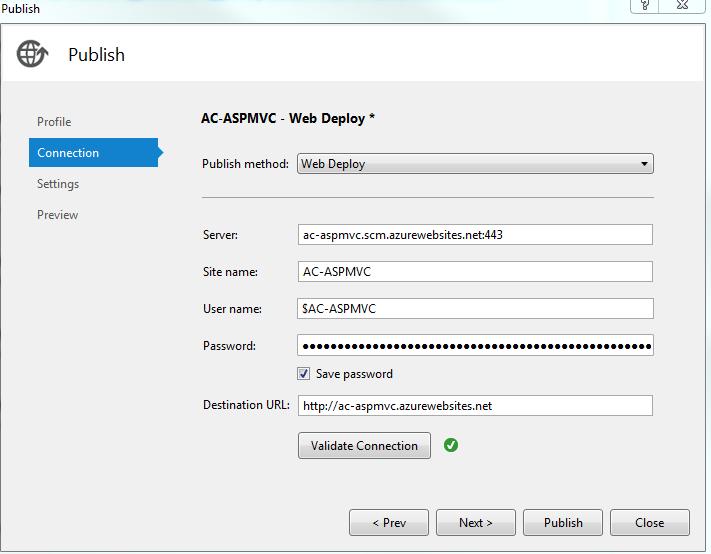 Publish
?
Publish
Profile
Connection
Settings
Preview
AC-ASPMVC - Web Deploy *
Publish method: Web Deploy
Server: ac-aspmvc.scm.azurewebsites.net:443
Site name: AC-ASPMVC
User name: $AC-ASPMVC
Password: ••••••••••••••••••••••••••••••••••••••••••••••••••
Save password
Destination URL: http://ac-aspmvc.azurewebsites.net
Validate Connection
< Prev Next > Publish Close